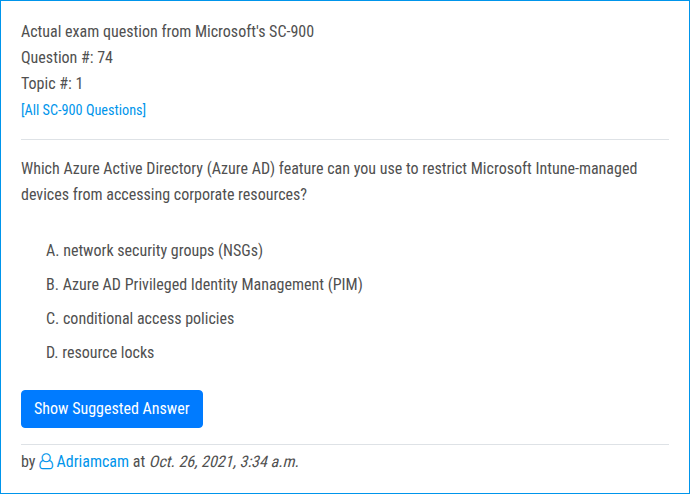 Actual exam question from Microsoft's SC-900
Question #: 74
Topic #: 1
[All SC-900 Questions]
Which Azure Active Directory (Azure AD) feature can you use to restrict Microsoft Intune-managed
devices from accessing corporate resources?
A. network security groups (NSGs)
B. Azure AD Privileged Identity Management (PIM)
C. conditional access policies
D. resource locks
Show Suggested Answer
by Adriamcam at Oct. 26, 2021, 3:34 a.m.